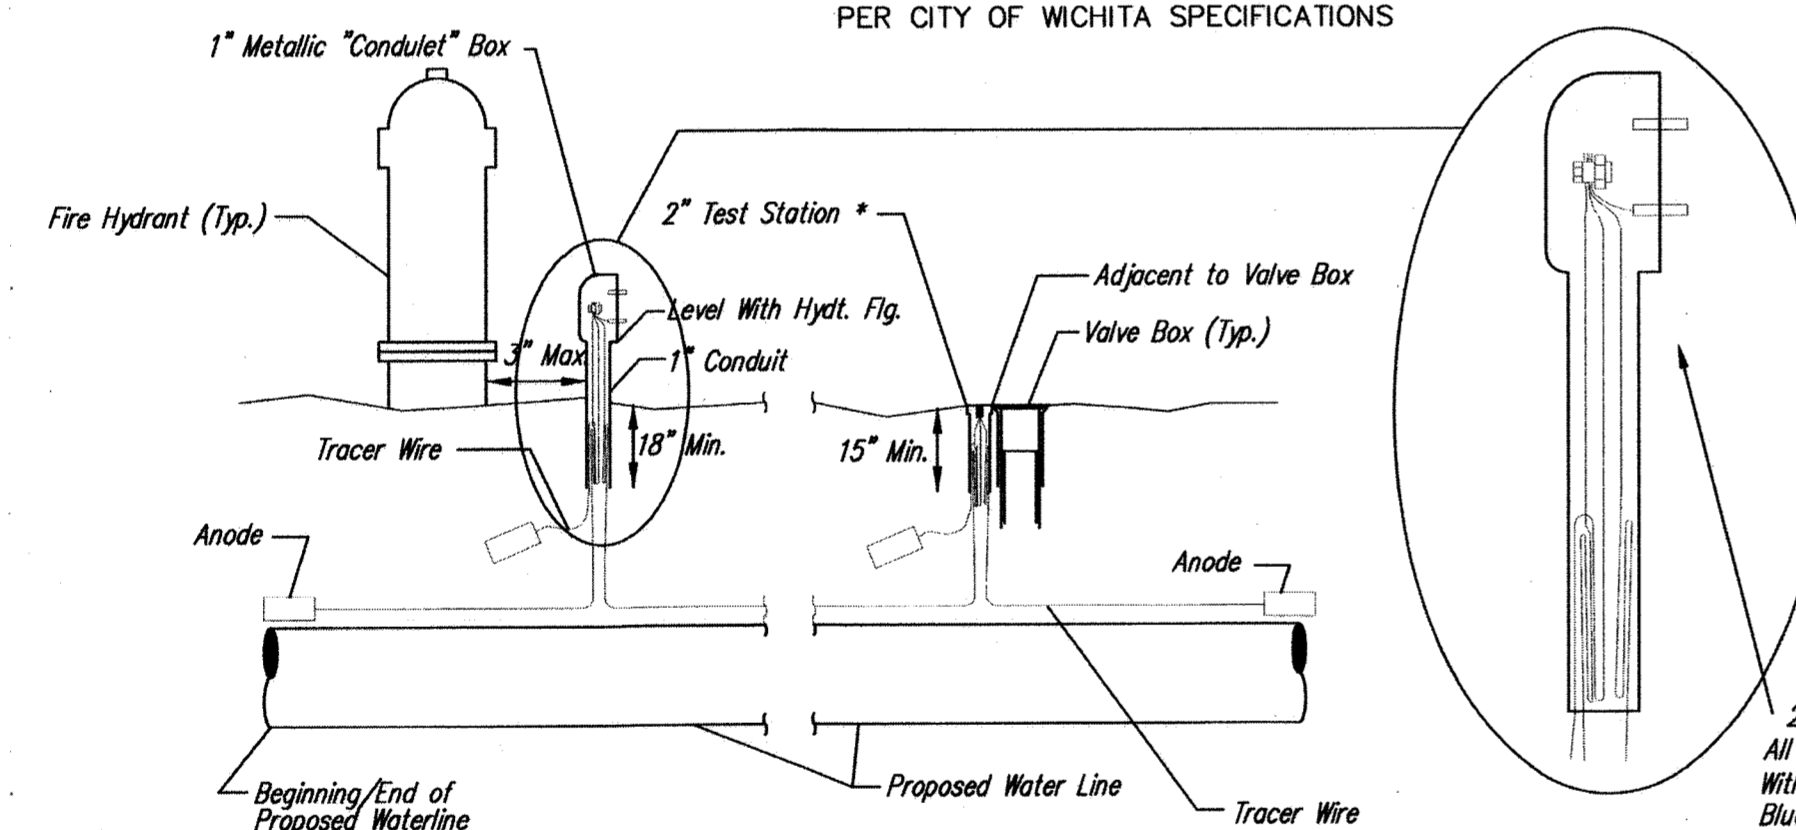 PER CITY OF WICHITA SPECIFICATIONS
1" Metallic "Condulet" Box
Fire Hydrant (Typ.)
2" Test Station *
Adjacent to Valve Box
Level With Hydt. Flg.
Valve Box (Typ.)
3" Max.
1" Conduit
Tracer Wire
18" Min.
15" Min.
Anode
Anode
Beginning/End of
Proposed Waterline
Proposed Water Line
Tracer Wire
2
All
With